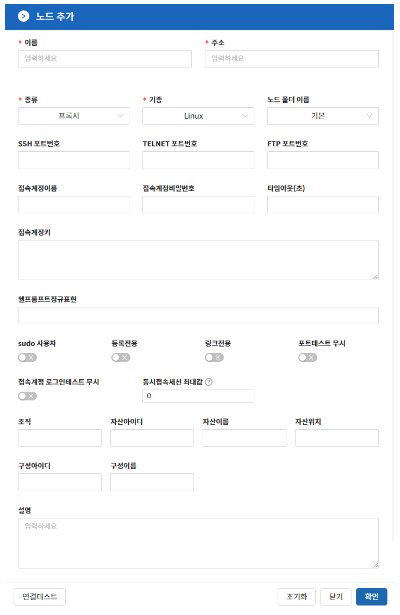 노드 추가
* 이름 * 주소
입력하세요 입력하세요
* 종류 * 기종 노드 폴더 이름
프록시 Linux 기본
SSH 포트번호 TELNET 포트번호 FTP 포트번호
접속계정이름 접속계정비밀번호 타임아웃(초)
접속계정키
쉘프롬프트정규표현
sudo 사용자 등록전용 링크전용 포트테스트 무시
접속계정 로그인테스트 무시 동시접속세션 최대값 ?
0
조직 자산아이디 자산이름 자산위치
구성아이디 구성이름
설명
입력하세요
연결테스트 초기화 닫기 확인